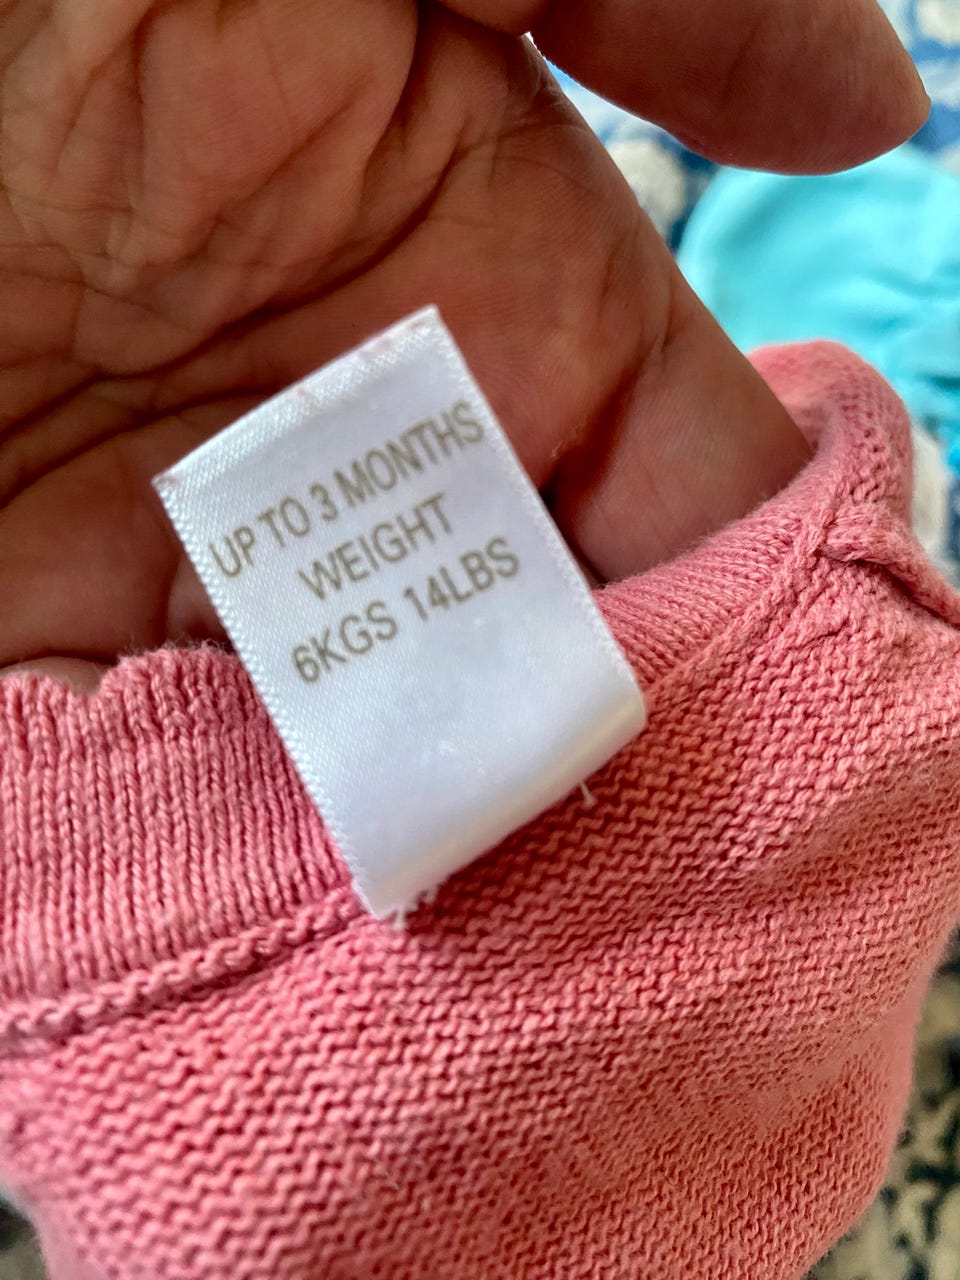 UP TO 3 MONTHS
WEIGHT
6KGS 14LBS